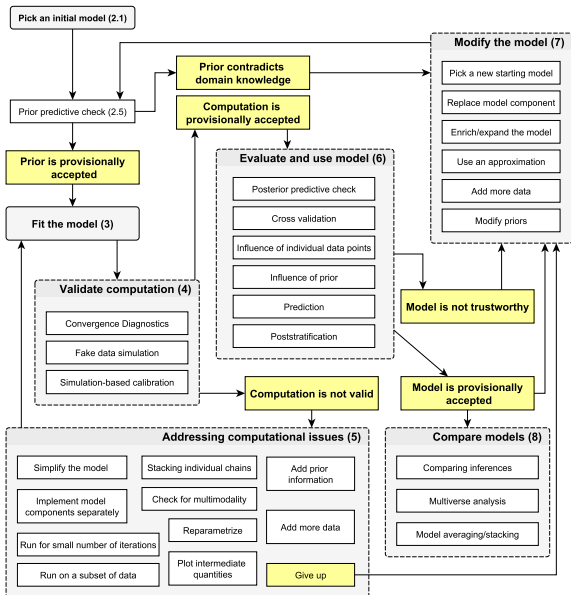 Pick an initial model (2.1)
Prior predictive check (2.5)
Prior is provisionally
accepted
Fit the model (3)
Prior contradicts
domain knowledge
Computation is
provisionally accepted
Modify the model (7)
Pick a new starting model
Replace model component
Enrich/expand the model
Use an approximation
Add more data
Modify priors
Evaluate and use model (6)
Posterior predictive check
Cross validation
Influence of individual data points
Influence of prior
Prediction
Poststratification
Validate computation (4)
Convergence Diagnostics
Fake data simulation
Simulation-based calibration
Model is not trustworthy
Computation is not valid
Model is provisionally
accepted
Addressing computational issues (5)
Simplify the model
Implement model
components separately
Run for small number of iterations
Run on a subset of data
Stacking individual chains
Check for multimodality
Reparametrize
Plot intermediate
quantities
Add prior
information
Add more data
Give up
Compare models (8)
Comparing inferences
Multiverse analysis
Model averaging/stacking